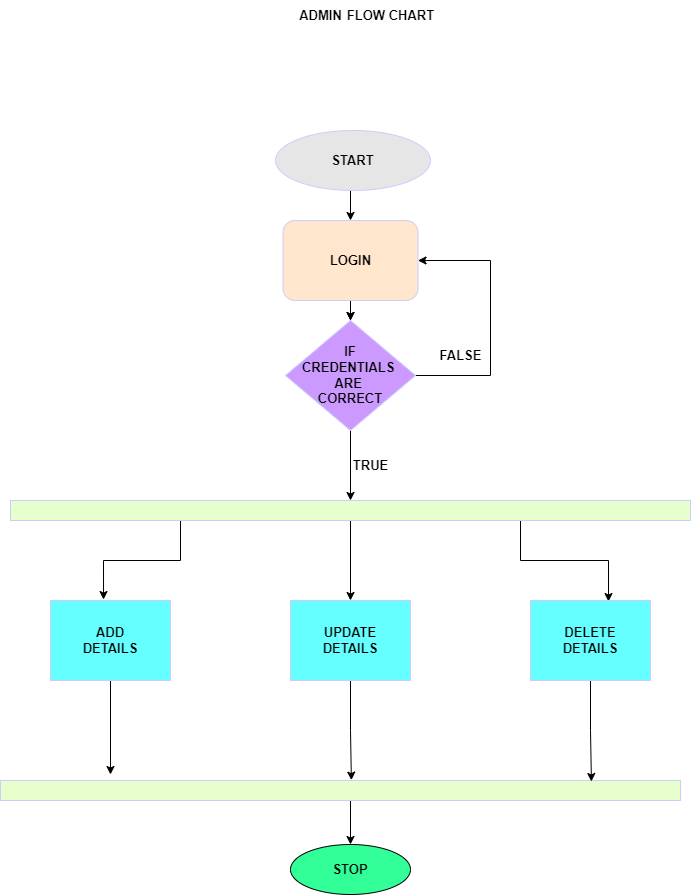 ADMIN FLOW CHART
START
LOGIN
IF
CREDENTIALS
ARE
CORRECT
FALSE
TRUE
ADD
DETAILS
UPDATE
DETAILS
DELETE
DETAILS
STOP